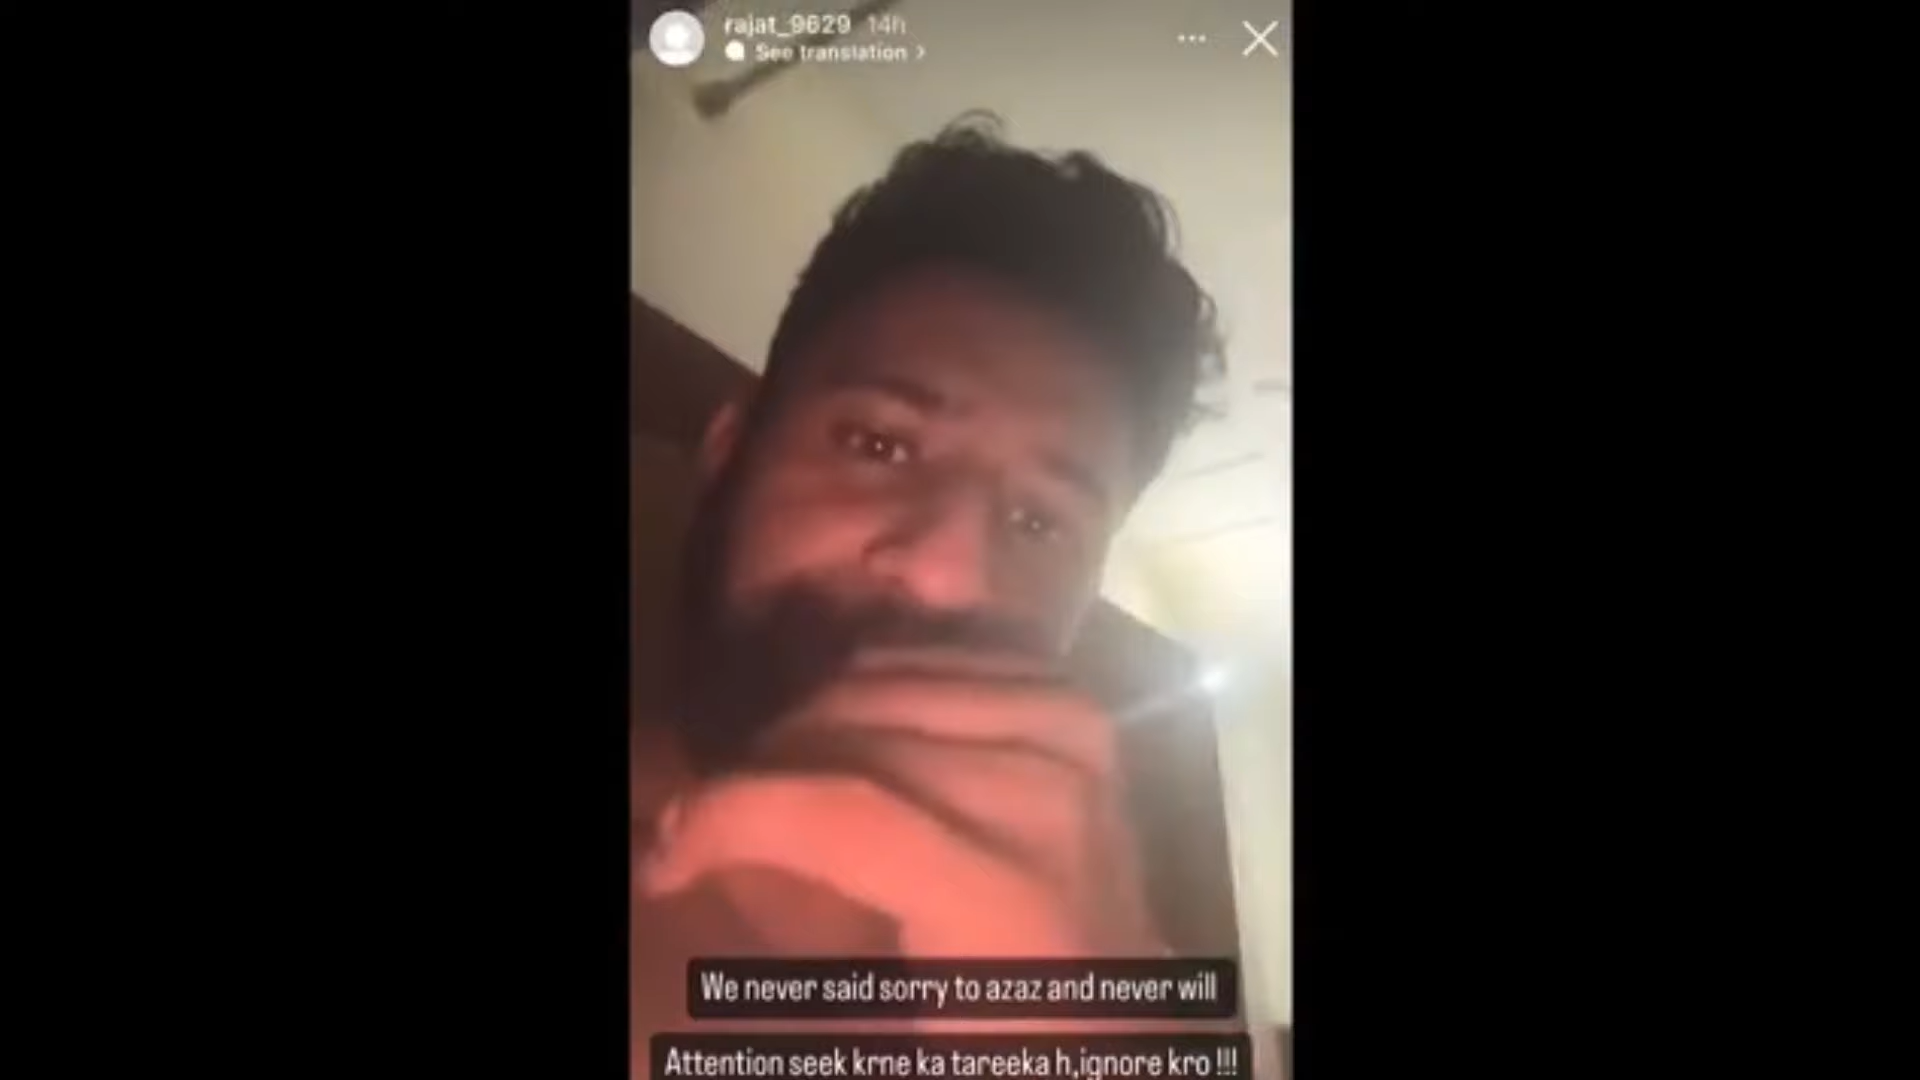 rajat_9629 14h
See translation >
We never said sorry to azaz and never will
Attention seek krne ka tareeka h,ignore kro !!!